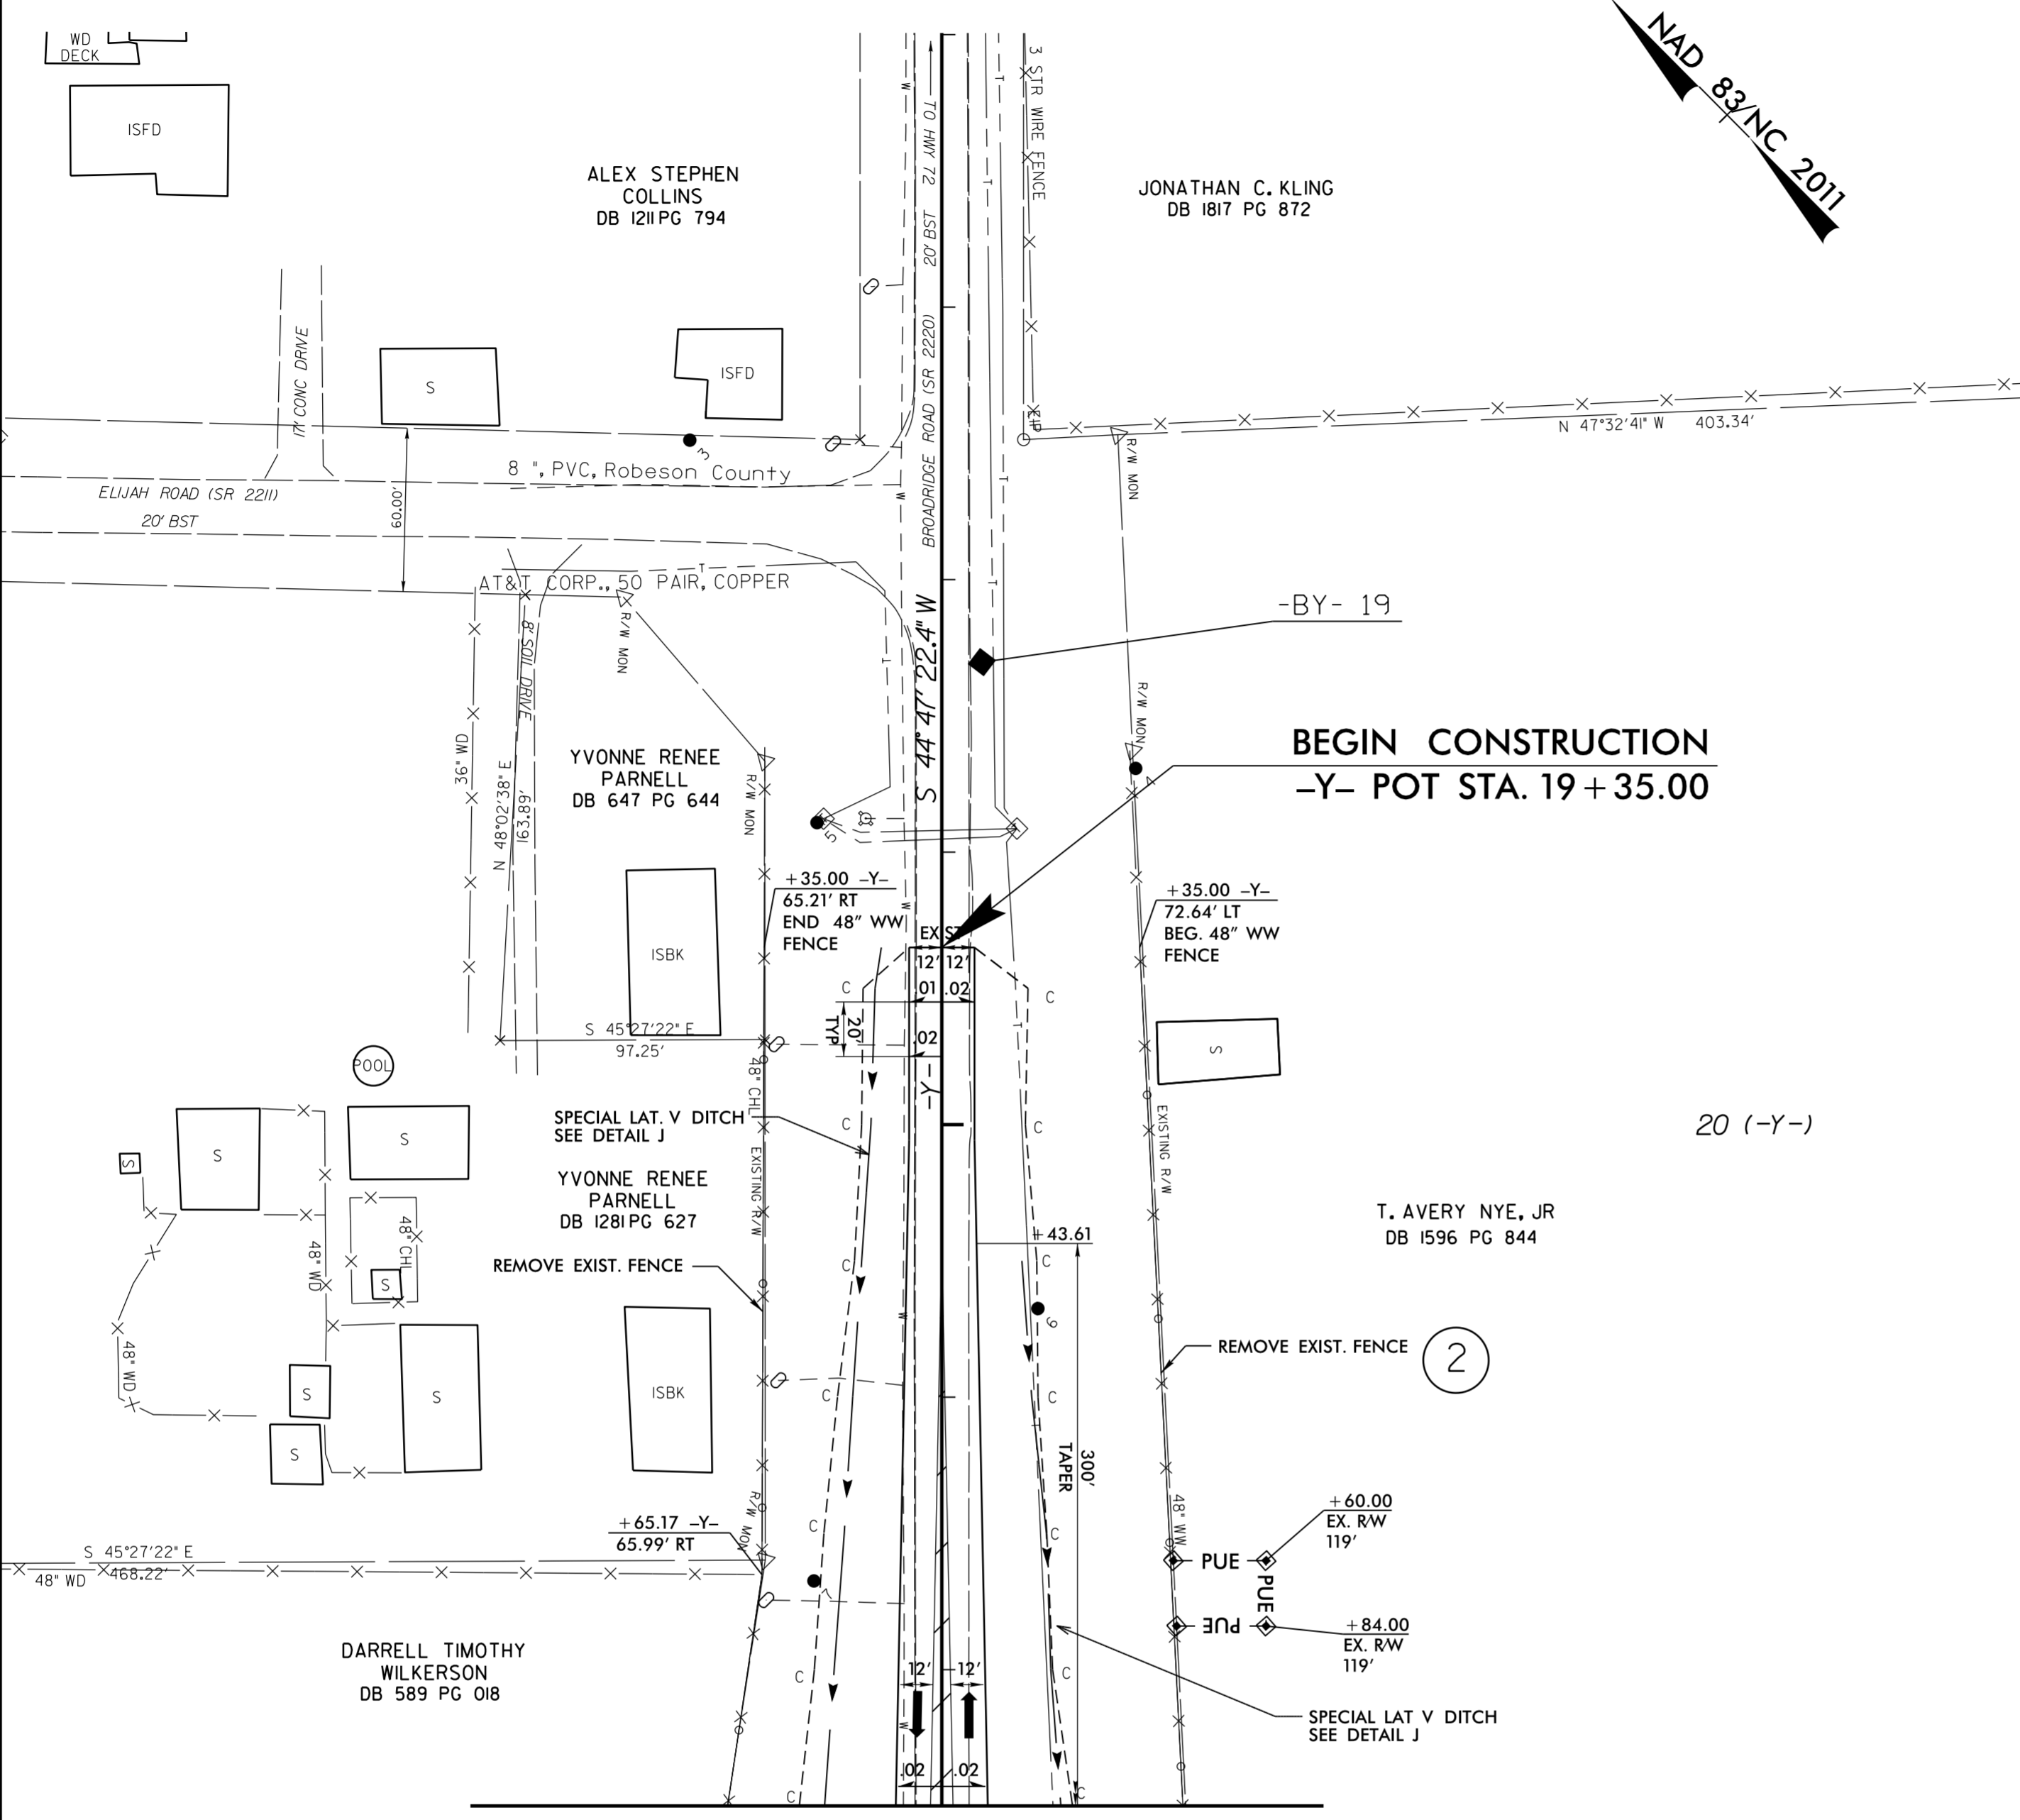 WD
DECK
ISFD
ALEX STEPHEN
COLLINS
DB 1211 PG 794
TO HWY 72
20' BST
BROADRIDGE ROAD (SR 2220)
3 STR WIRE FENCE
JONATHAN C. KLING
DB 1817 PG 872
NAD 83/NC 2011
W
T
T
17' CONC DRIVE
S
ISFD
EIP
R/W MON
N 47°32'41" W 403.34'
3
8 ", PVC, Robeson County
ELIJAH ROAD (SR 2211)
20' BST
60.00'
W
T
T
T
AT&T CORP., 50 PAIR, COPPER
R/W MON
8' SOIL DRIVE
S 44° 47' 22.4" W
-BY- 19
T
R/W MON
36" WD
N 48°02'38" E
163.89'
YVONNE RENEE
PARNELL
DB 647 PG 644
R/W MON
BEGIN CONSTRUCTION
–Y– POT STA. 19+35.00
4
5
+35.00 –Y–
65.21' RT
END 48" WW
FENCE
W
EXIST
12' 12'
+35.00 –Y–
72.64' LT
BEG. 48" WW
FENCE
ISBK
C
.01 .02
C
20'
TYP
.02
T
S
S 45°27'22" E
97.25'
POOL
48" CHL
-Y-
SPECIAL LAT. V DITCH
SEE DETAIL J
C
C
EXISTING R/W
EXISTING R/W
20 (-Y-)
S
S
S
YVONNE RENEE
PARNELL
DB 1281 PG 627
T. AVERY NYE, JR
DB 1596 PG 844
48" CHL
48" WD
+43.61
REMOVE EXIST. FENCE
C
C
S
W
6
48" WD
REMOVE EXIST. FENCE
2
S
S
ISBK
C
C
T
S
300'
TAPER
R/W MON
48" WW
+60.00
EX. R/W
119'
+65.17 –Y–
65.99' RT
C
C
S 45°27'22" E
468.22'
48" WD
PUE
PUE
PUE
7
+84.00
EX. R/W
119'
DARRELL TIMOTHY
WILKERSON
DB 589 PG 018
C
12' 12'
C
SPECIAL LAT V DITCH
SEE DETAIL J
W
.02 .02
C
C